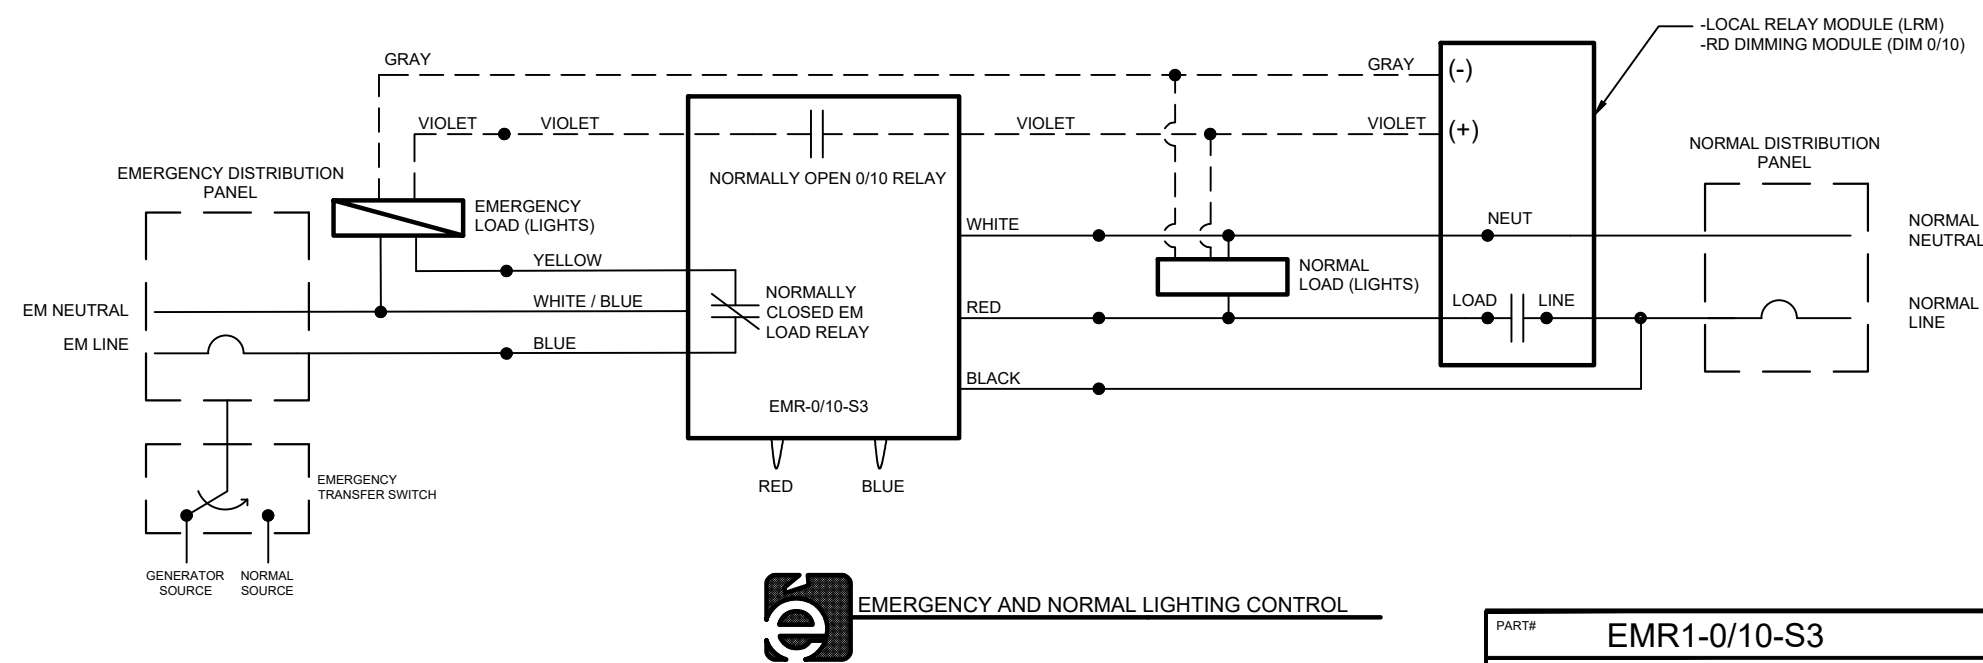 -LOCAL RELAY MODULE (LRM)
-RD DIMMING MODULE (DIM 0/10)
GRAY
GRAY
(-)
VIOLET
VIOLET
VIOLET
VIOLET
(+)
NORMAL DISTRIBUTION
PANEL
EMERGENCY DISTRIBUTION
PANEL
NORMALLY OPEN 0/10 RELAY
EMERGENCY
LOAD (LIGHTS)
WHITE
NEUT
NORMAL
NEUTRAL
YELLOW
NORMAL
LOAD (LIGHTS)
EM NEUTRAL
WHITE / BLUE
NORMALLY
CLOSED EM
LOAD RELAY
RED
LOAD
LINE
NORMAL
LINE
EM LINE
BLUE
BLACK
EMR-0/10-S3
RED
BLUE
EMERGENCY
TRANSFER SWITCH
GENERATOR
SOURCE
NORMAL
SOURCE
e
EMERGENCY AND NORMAL LIGHTING CONTROL
PART#
EMR1-0/10-S3